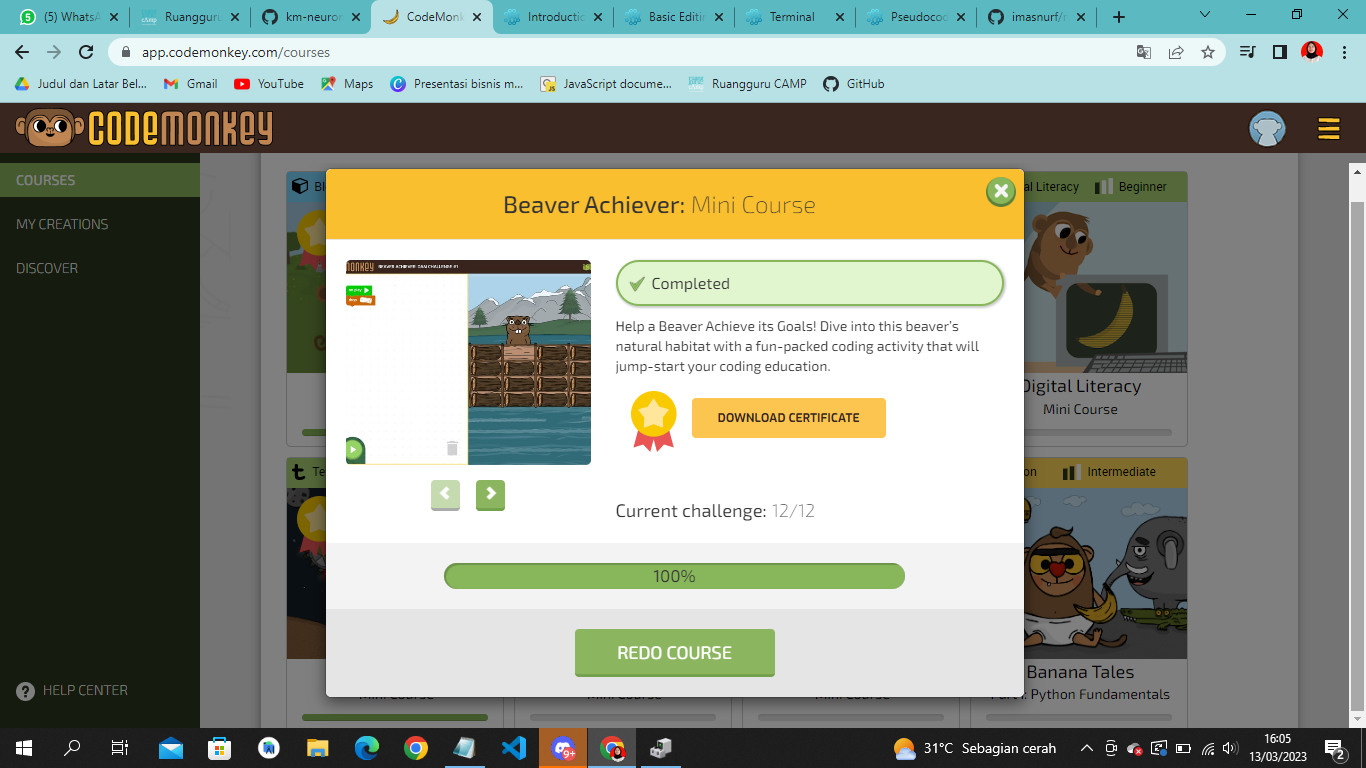 (5) WhatsA
Ruangguru
km-neuron
CodeMonk
Introductio
Basic Editin
Terminal
Pseudocod
imasnurf/r
app.codemonkey.com/courses
Judul dan Latar Bel...
Gmail
YouTube
Maps
Presentasi bisnis m...
JavaScript docume...
Ruangguru CAMP
GitHub
CODEMONKEY
COURSES
MY CREATIONS
DISCOVER
HELP CENTER
Beaver Achiever: Mini Course
Completed
Help a Beaver Achieve its Goals! Dive into this beaver's
natural habitat with a fun-packed coding activity that will
jump-start your coding education.
DOWNLOAD CERTIFICATE
Current challenge: 12/12
100%
REDO COURSE
al Literacy
Beginner
Digital Literacy
Mini Course
Intermediate
Banana Tales
Part I: Python Fundamentals
Mini Course
Mini Course
Mini Course
31°C Sebagian cerah
16:05
13/03/2023
9+
2